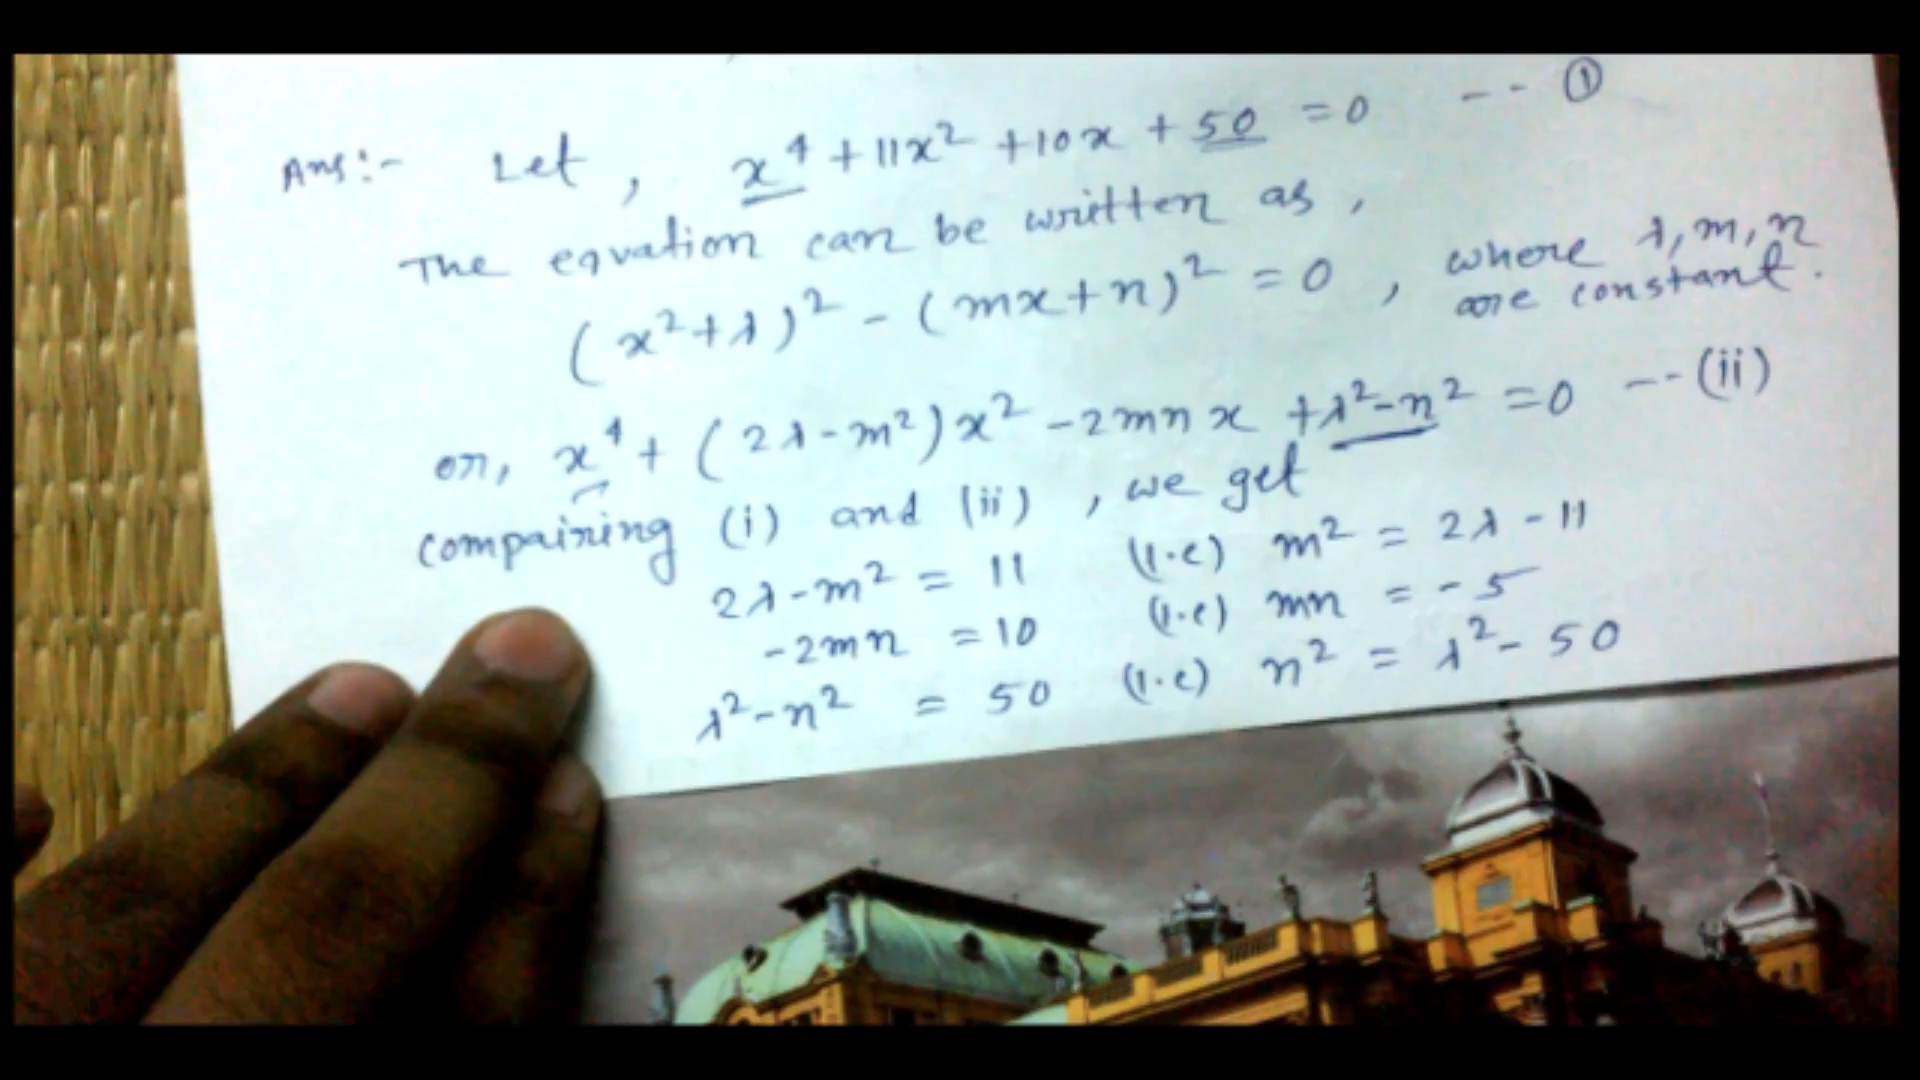 Ans:- Let, x⁴ + 11x² + 10x + 50 = 0 -- ①
The equation can be written as,
(x²+λ)² - (mx+n)² = 0, where λ, m, n
are constant.
or, x⁴ + (2λ-m²)x² - 2mnx + λ²-n² = 0 --- (ii)
compairing (i) and (ii), we get
2λ-m² = 11 (i.e) m² = 2λ - 11
-2mn = 10 (i.e) mn = -5
λ²-n² = 50 (i.e) n² = λ² - 50